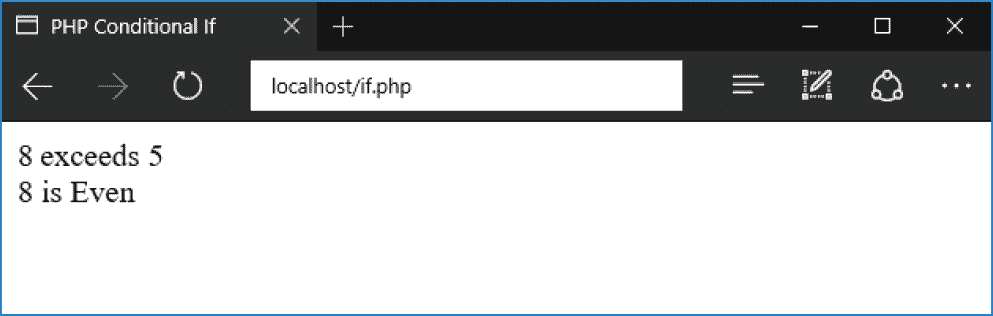 PHP Conditional If
localhost/if.php
8 exceeds 5
8 is Even